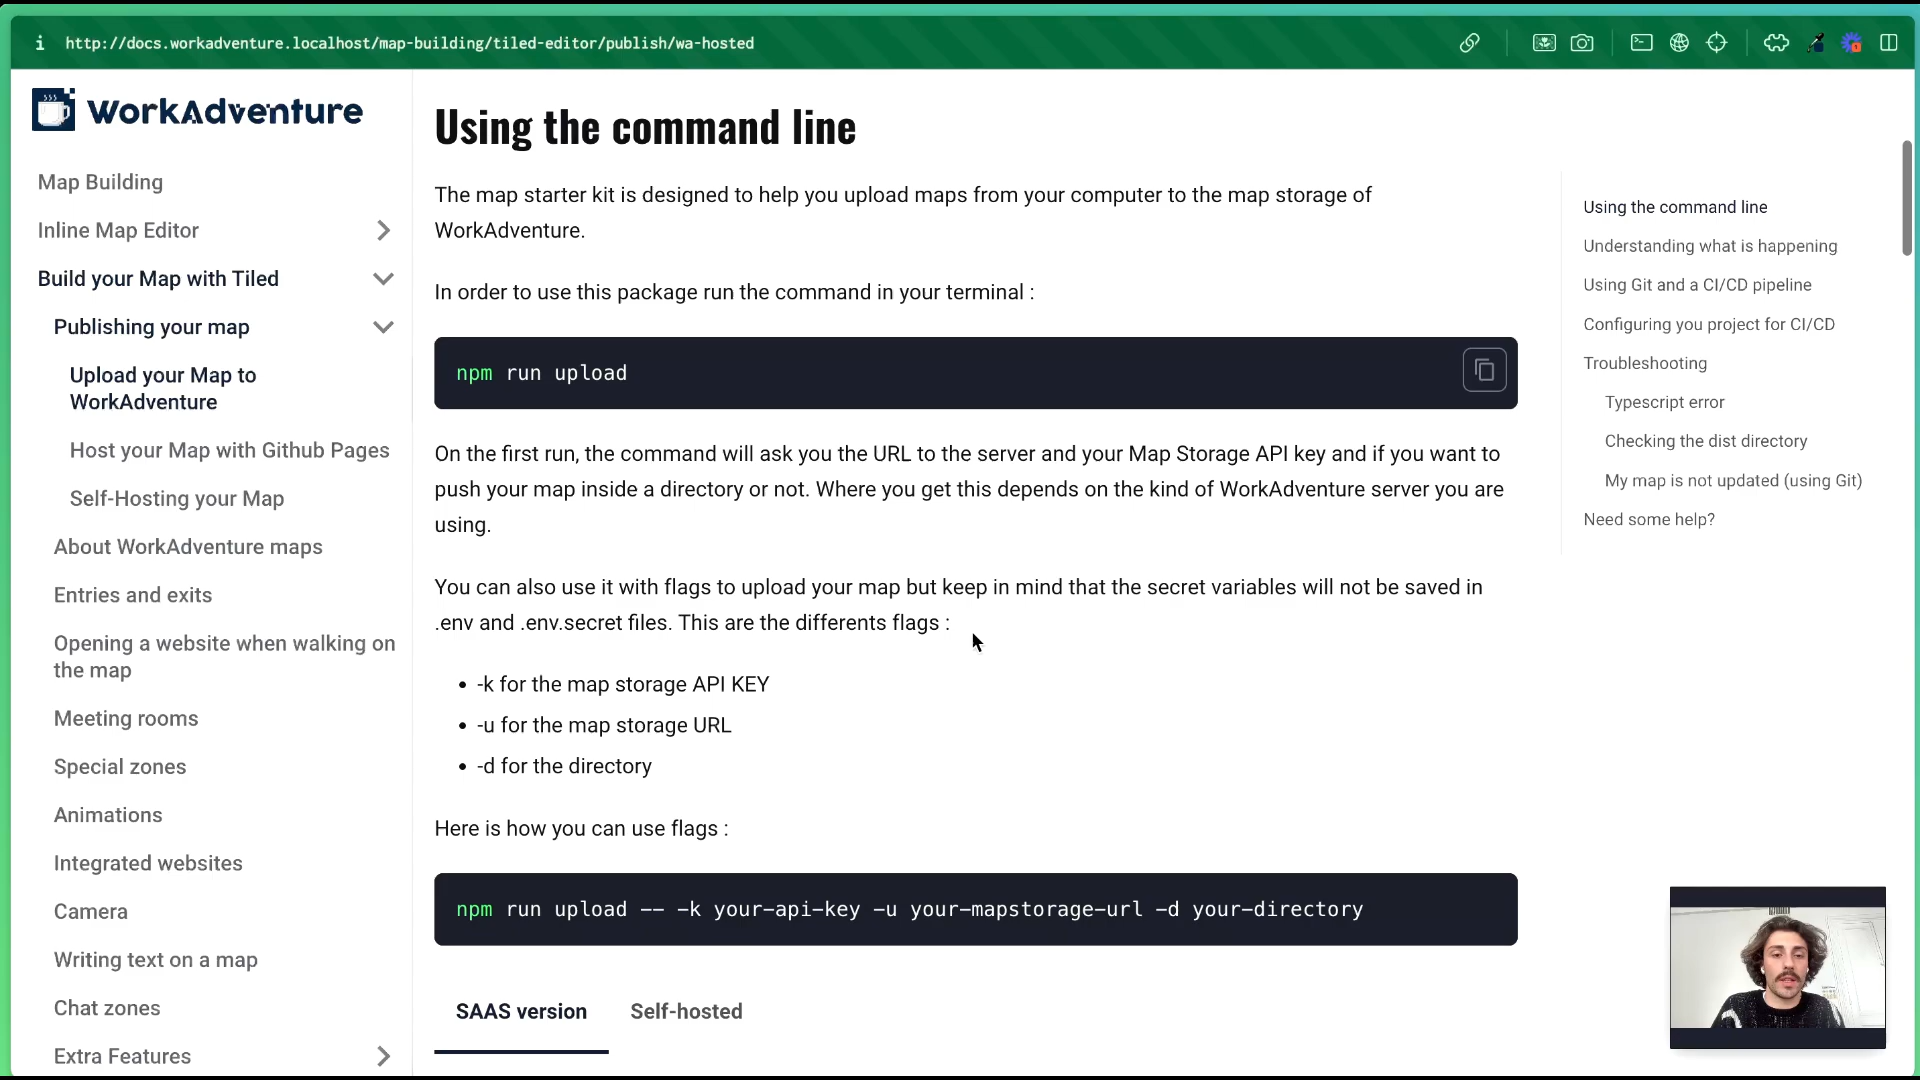 http://docs.workadventure.localhost/map-building/tiled-editor/publish/wa-hosted
WorkAdventure
Map Building
Inline Map Editor
Build your Map with Tiled
Publishing your map
Upload your Map to
WorkAdventure
Host your Map with Github Pages
Self-Hosting your Map
About WorkAdventure maps
Entries and exits
Opening a website when walking on
the map
Meeting rooms
Special zones
Animations
Integrated websites
Camera
Writing text on a map
Chat zones
Extra Features
Using the command line
The map starter kit is designed to help you upload maps from your computer to the map storage of
WorkAdventure.
In order to use this package run the command in your terminal :
npm run upload
On the first run, the command will ask you the URL to the server and your Map Storage API key and if you want to
push your map inside a directory or not. Where you get this depends on the kind of WorkAdventure server you are
using.
You can also use it with flags to upload your map but keep in mind that the secret variables will not be saved in
.env and .env.secret files. This are the differents flags :
• -k for the map storage API KEY
• -u for the map storage URL
• -d for the directory
Here is how you can use flags :
npm run upload -- -k your-api-key -u your-mapstorage-url -d your-directory
SAAS version Self-hosted
Using the command line
Understanding what is happening
Using Git and a CI/CD pipeline
Configuring you project for CI/CD
Troubleshooting
Typescript error
Checking the dist directory
My map is not updated (using Git)
Need some help?